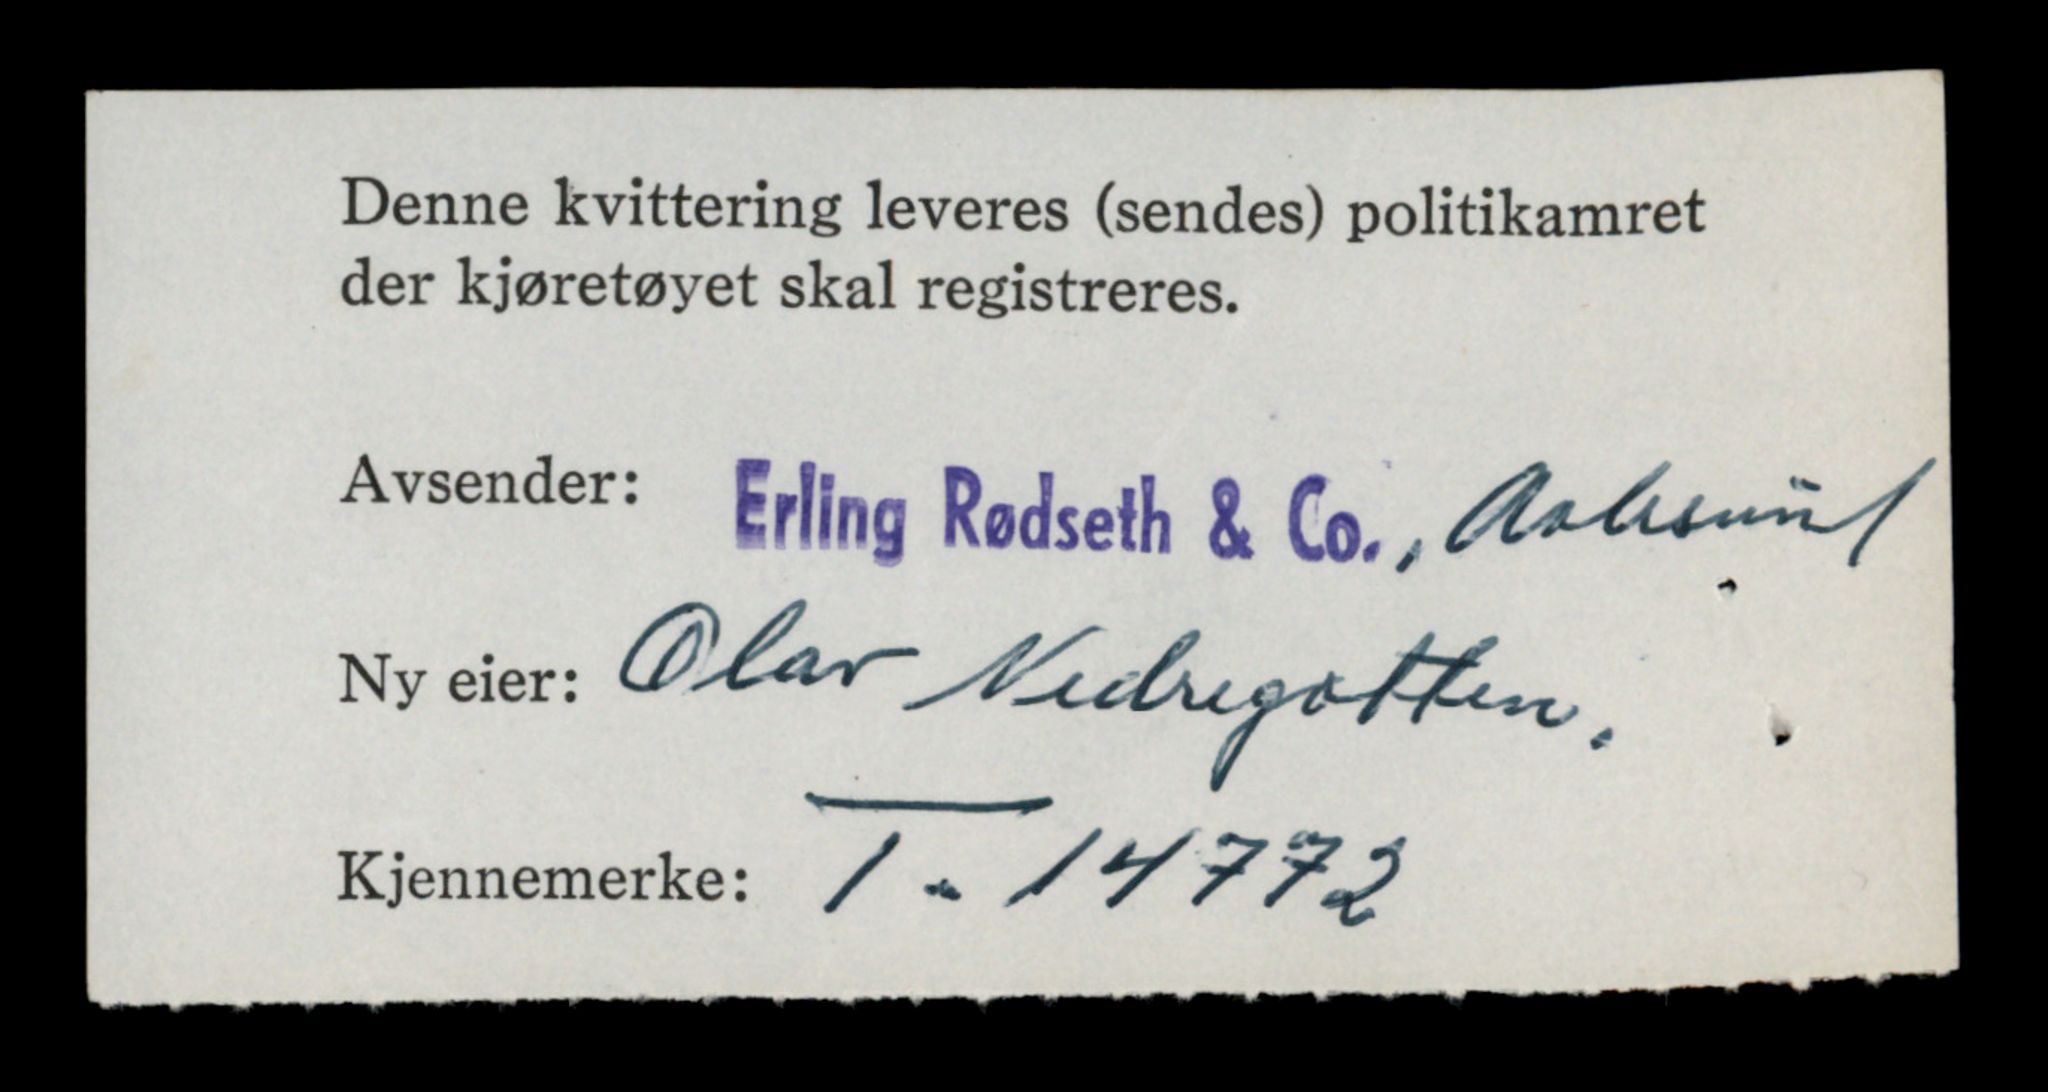 Denne kvittering leveres (sendes) politikamret
der kjøretøyet skal registreres.
Avsender: Erling Rødseth & Co., Aalesund
Ny eier: Olav Nedregotten.
Kjennemerke: T - 14772